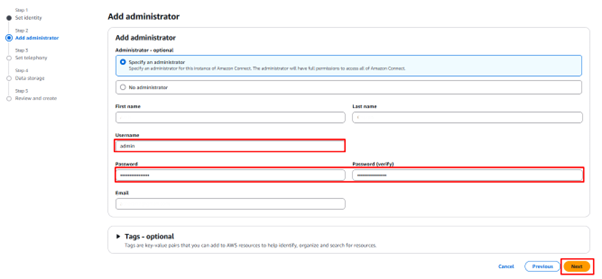 Step 1
Set identity
Step 2
Add administrator
Step 3
Set telephony
Step 4
Data storage
Step 5
Review and create
Add administrator
Add administrator
Administrator - optional
Specify an administrator
Specify an administrator for this instance of Amazon Connect. The administrator will have full permissions to access all of Amazon Connect.
No administrator
First name
Last name
Username
admin
Password
Password (verify)
Email
Tags - optional
Tags are key-value pairs that you can add to AWS resources to help identify, organize and search for resources.
Cancel
Previous
Next